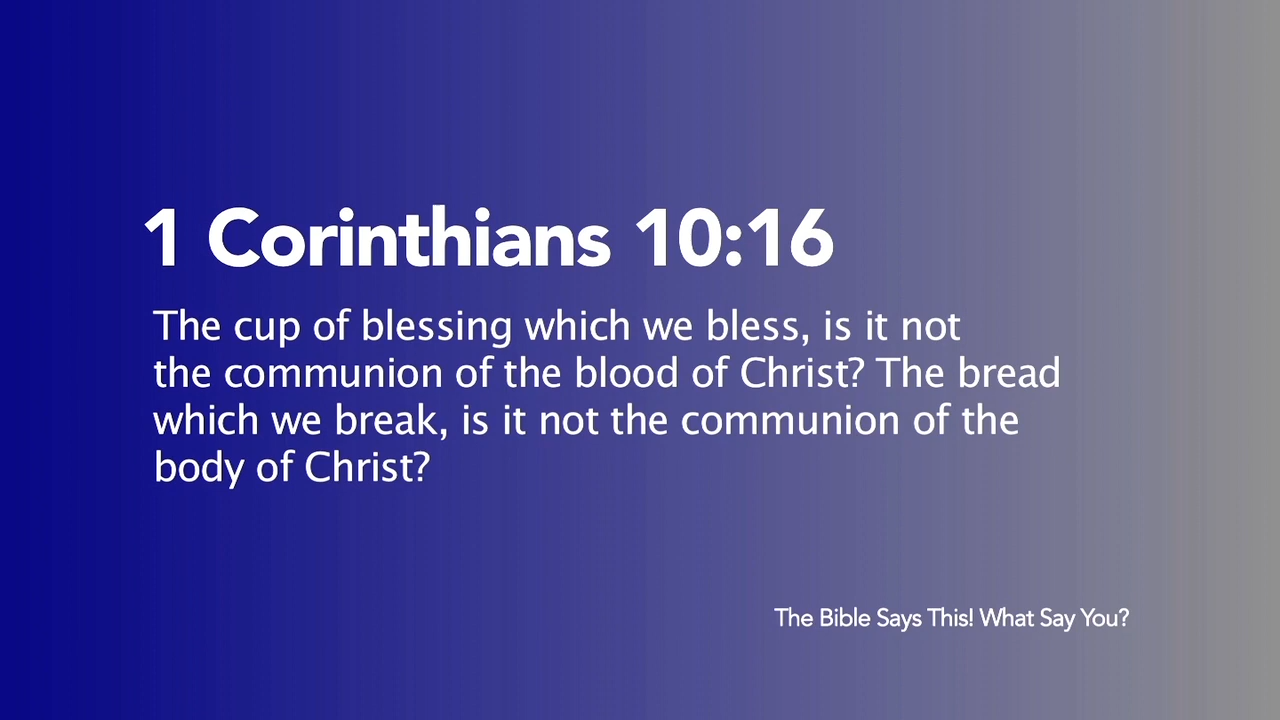 1 Corinthians 10:16
The cup of blessing which we bless, is it not
the communion of the blood of Christ? The bread
which we break, is it not the communion of the
body of Christ?
The Bible Says This! What Say You?